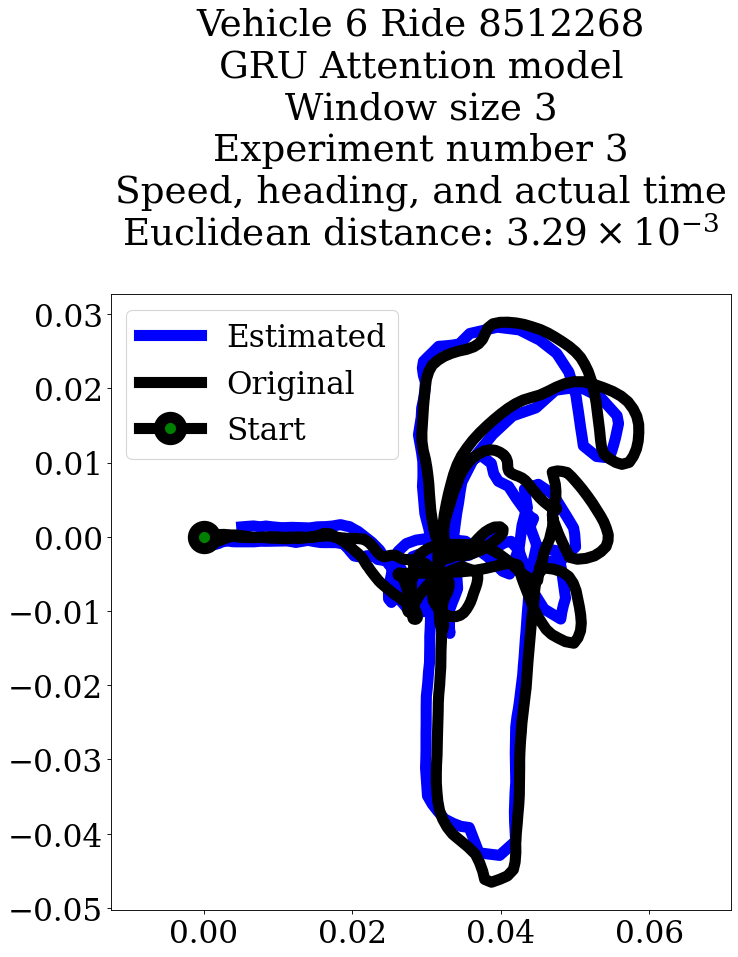 Vehicle 6 Ride 8512268
GRU Attention model
Window size 3
Experiment number 3
Speed, heading, and actual time
Euclidean distance: 3.29 × 10⁻³
Estimated
Original
Start
0.03
0.02
0.01
0.00
−0.01
−0.02
−0.03
−0.04
−0.05
0.00 0.02 0.04 0.06